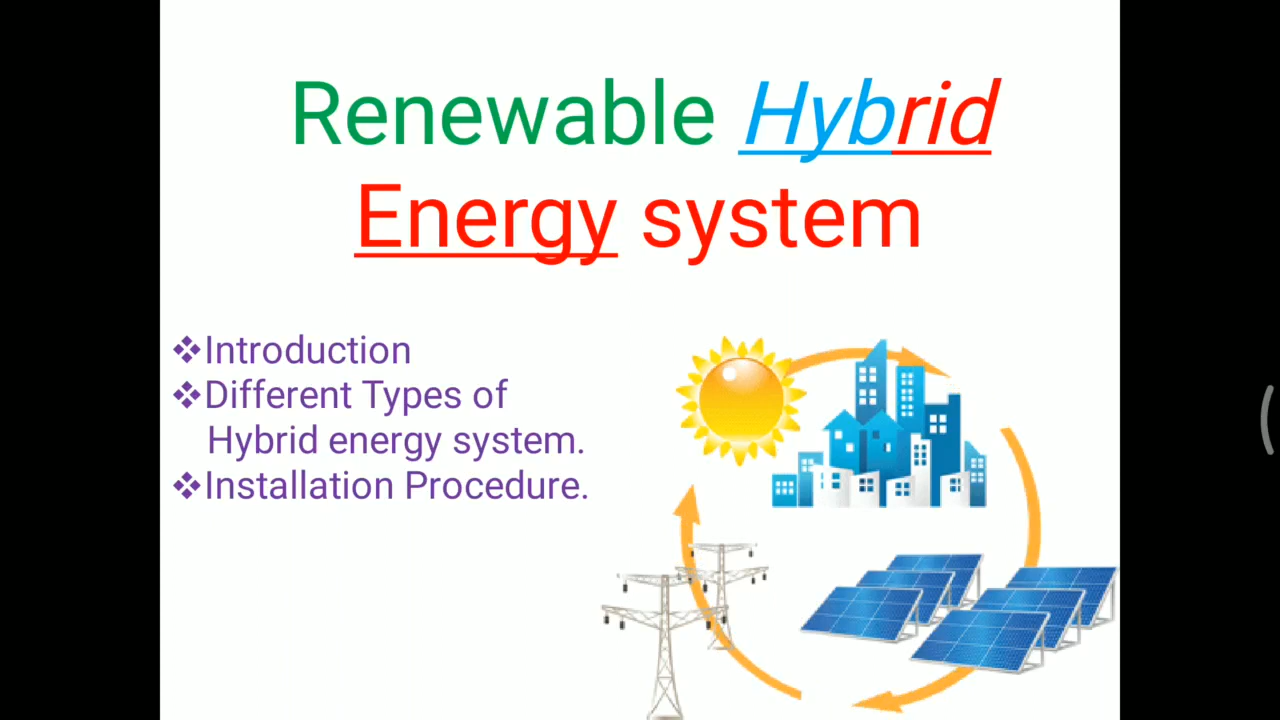 Renewable Hybrid
Energy system
❖Introduction
❖Different Types of
Hybrid energy system.
❖Installation Procedure.